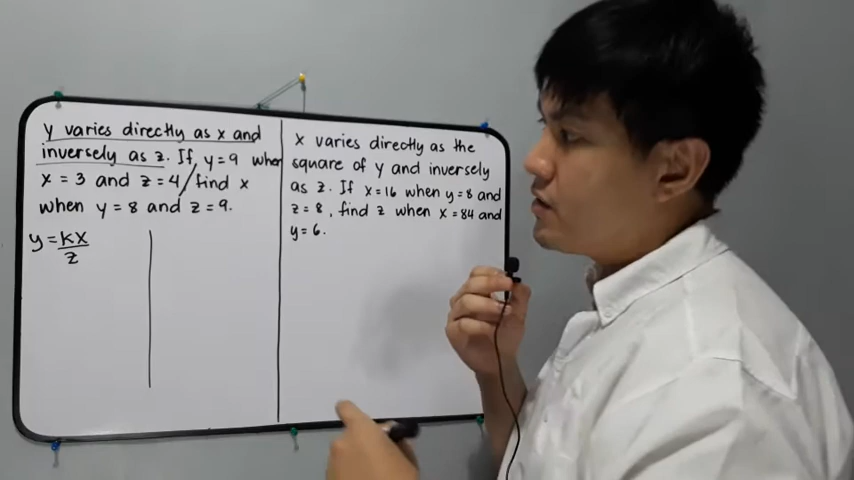 Y varies directly as x and
inversely as z. If, y=9 when
x = 3 and z=4/find x
when y=8 and z=9.
y = kx
z
X varies directly as the
square of y and inversely
as z. If x=16 when y=8 and
z=8, find z when x=84 and
y=6.